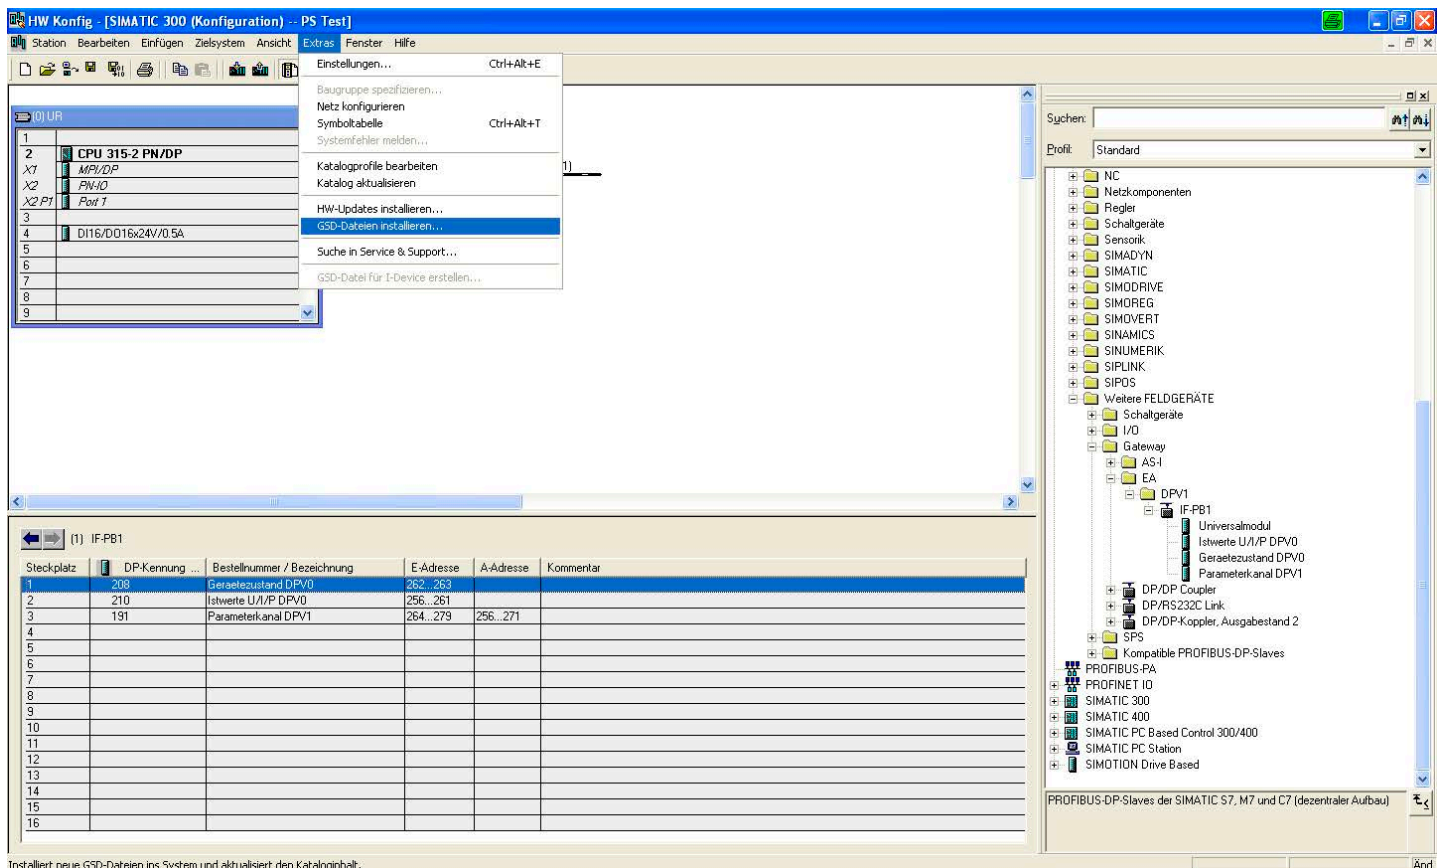 HW Konfig - [SIMATIC 300 (Konfiguration) -- PS Test]
Station Bearbeiten Einfügen Zielsystem Ansicht Extras Fenster Hilfe
Einstellungen... Ctrl+Alt+E
Baugruppe spezifizieren...
Netz konfigurieren
Symboltabelle Ctrl+Alt+T
Systemfehler melden...
Katalogprofile bearbeiten
Katalog aktualisieren
HW-Updates installieren...
GSD-Dateien installieren...
Suche in Service & Support...
GSD-Datei für I-Device erstellen...
(0) UR
1
2 CPU 315-2 PN/DP
X1 MPI/DP
X2 PN-IO
X2 P1 Port 1
3
4 DI16/DO16x24V/0.5A
5
6
7
8
9
1)
Suchen:
Profil: Standard
NC
Netzkomponenten
Regler
Schaltgeräte
Sensorik
SIMADYN
SIMATIC
SIMODRIVE
SIMOREG
SIMOVERT
SINAMICS
SINUMERIK
SIPLINK
SIPOS
Weitere FELDGERÄTE
Schaltgeräte
I/O
Gateway
AS-I
EA
DPV1
IF-PB1
Universalmodul
Istwerte U/I/P DPV0
Geraetezustand DPV0
Parameterkanal DPV1
DP/DP Coupler
DP/RS232C Link
DP/DP-Koppler, Ausgabestand 2
SPS
Kompatible PROFIBUS-DP-Slaves
PROFIBUS-PA
PROFINET IO
SIMATIC 300
SIMATIC 400
SIMATIC PC Based Control 300/400
SIMATIC PC Station
SIMOTION Drive Based
PROFIBUS-DP-Slaves der SIMATIC S7, M7 und C7 (dezentraler Aufbau)
(1) IF-PB1
Steckplatz DP-Kennung ... Bestellnummer / Bezeichnung E-Adresse A-Adresse Kommentar
1 208 Geraetezustand DPV0 262...263
2 210 Istwerte U/I/P DPV0 256...261
3 191 Parameterkanal DPV1 264...279 256...271
4
5
6
7
8
9
10
11
12
13
14
15
16
Installiert neue GSD-Dateien ins System und aktualisiert den Kataloginhalt.
Änd